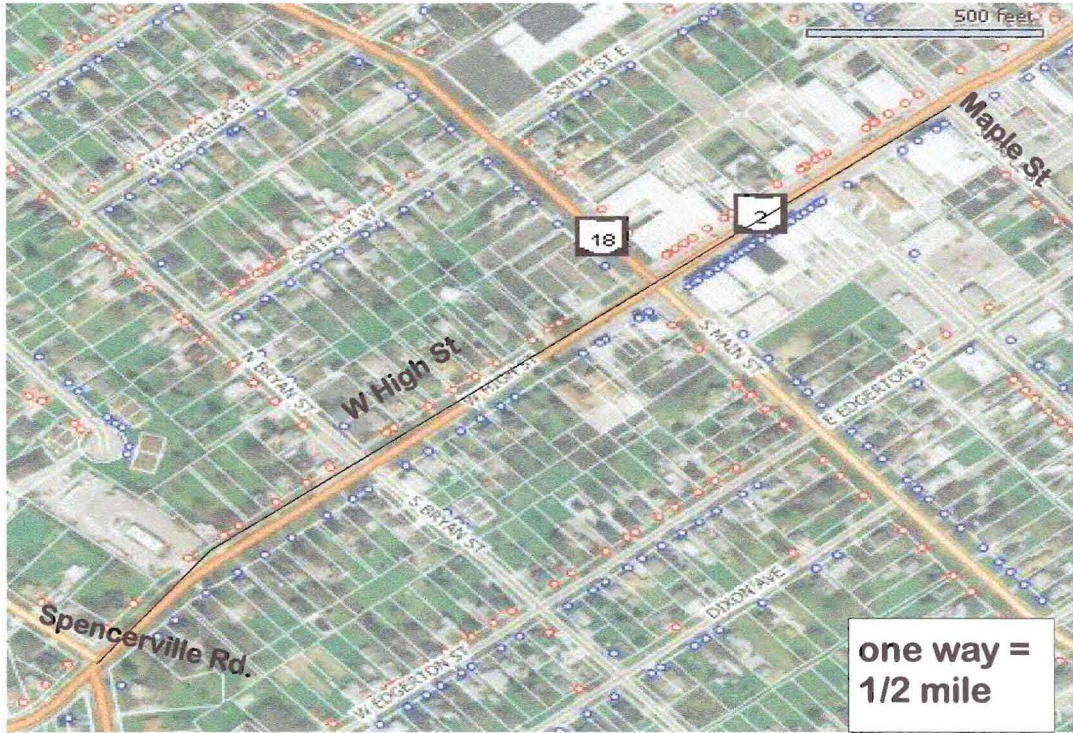 500 feet
SMITH ST E
W CORNELIA ST
Maple St
2
18
SMITH ST W
W High St
N BRYAN ST
W HIGH ST
S MAIN ST
E EDGERTON ST
S BRYAN ST
DIXON AVE
Spencerville Rd.
W EDGERTON ST
one way =
1/2 mile